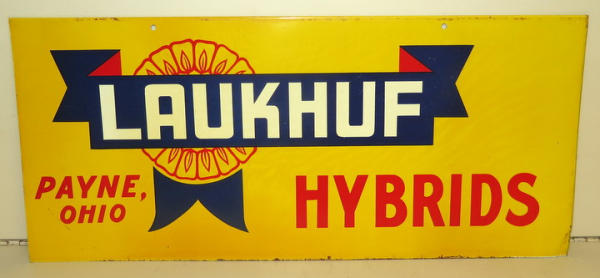 LAUKHUF
PAYNE,
OHIO
HYBRIDS